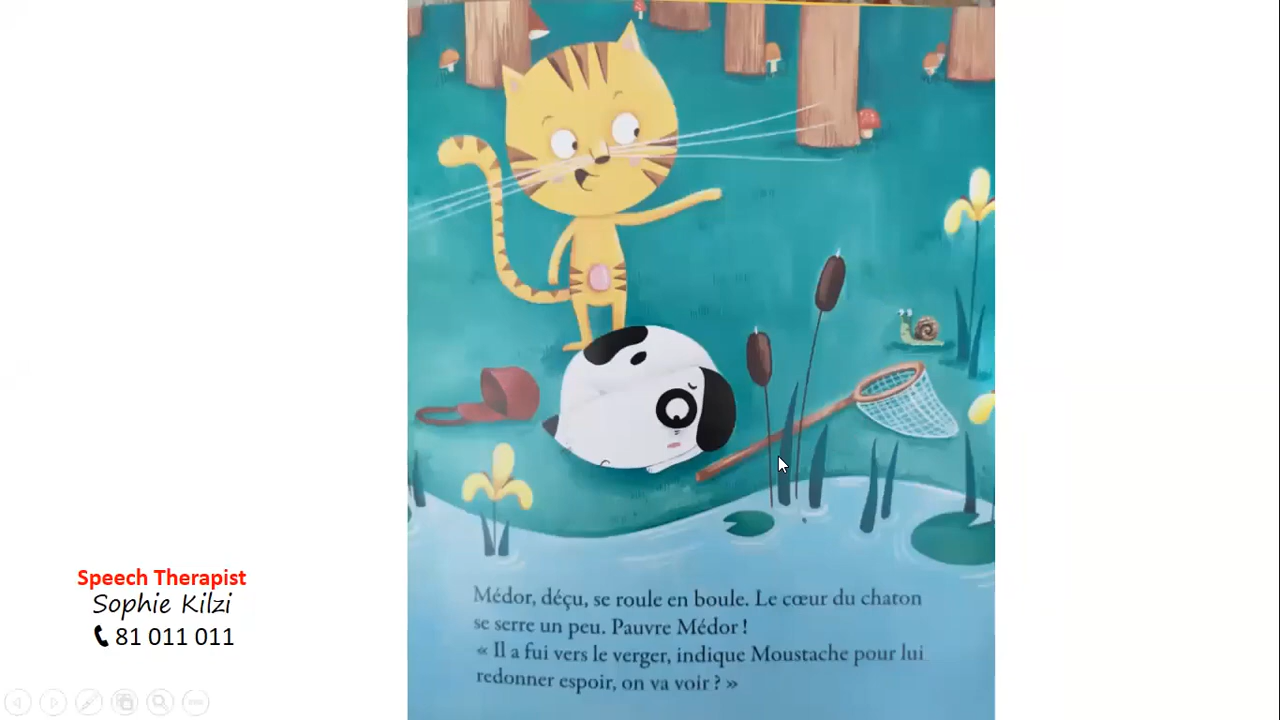 Speech Therapist
Sophie Kilzi
81 011 011
Médor, déçu, se roule en boule. Le cœur du chaton
se serre un peu. Pauvre Médor !
« Il a fui vers le verger, indique Moustache pour lui
redonner espoir, on va voir ? »